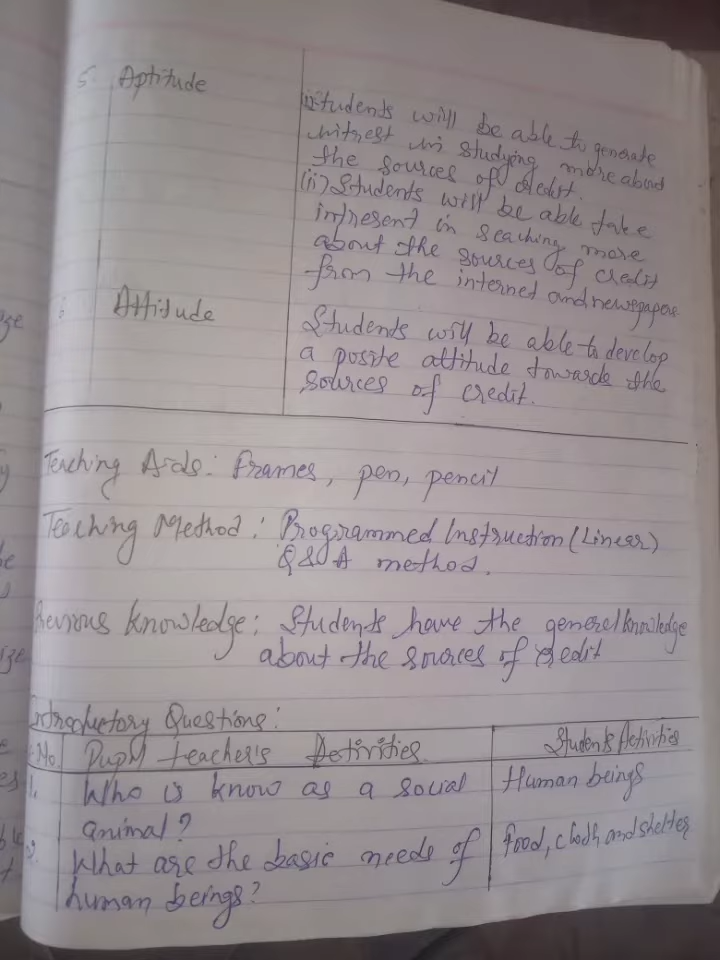 5. Aptitude
(i) Students will be able to generate
intrest in studying more about
the sources of credit.
(ii) Students will be able take
intresent in seaching more
about the sources of credit
from the internet and newspapers
Attitude
Students will be able to develop
a posite attitude towards the
sources of credit.
Teaching Aids: Frames, pen, pencil
Teaching Method: Programmed Instruction (Linear)
Q&A method.
Previous knowledge: Students have the general knowledge
about the sources of credit
Introductory Questions:
S.No. Pupil teacher's Activities. Students Activities
1. Who is know as a social Human beings
animal?
2. What are the basic needs of food, cloth, and shelter
human beings?